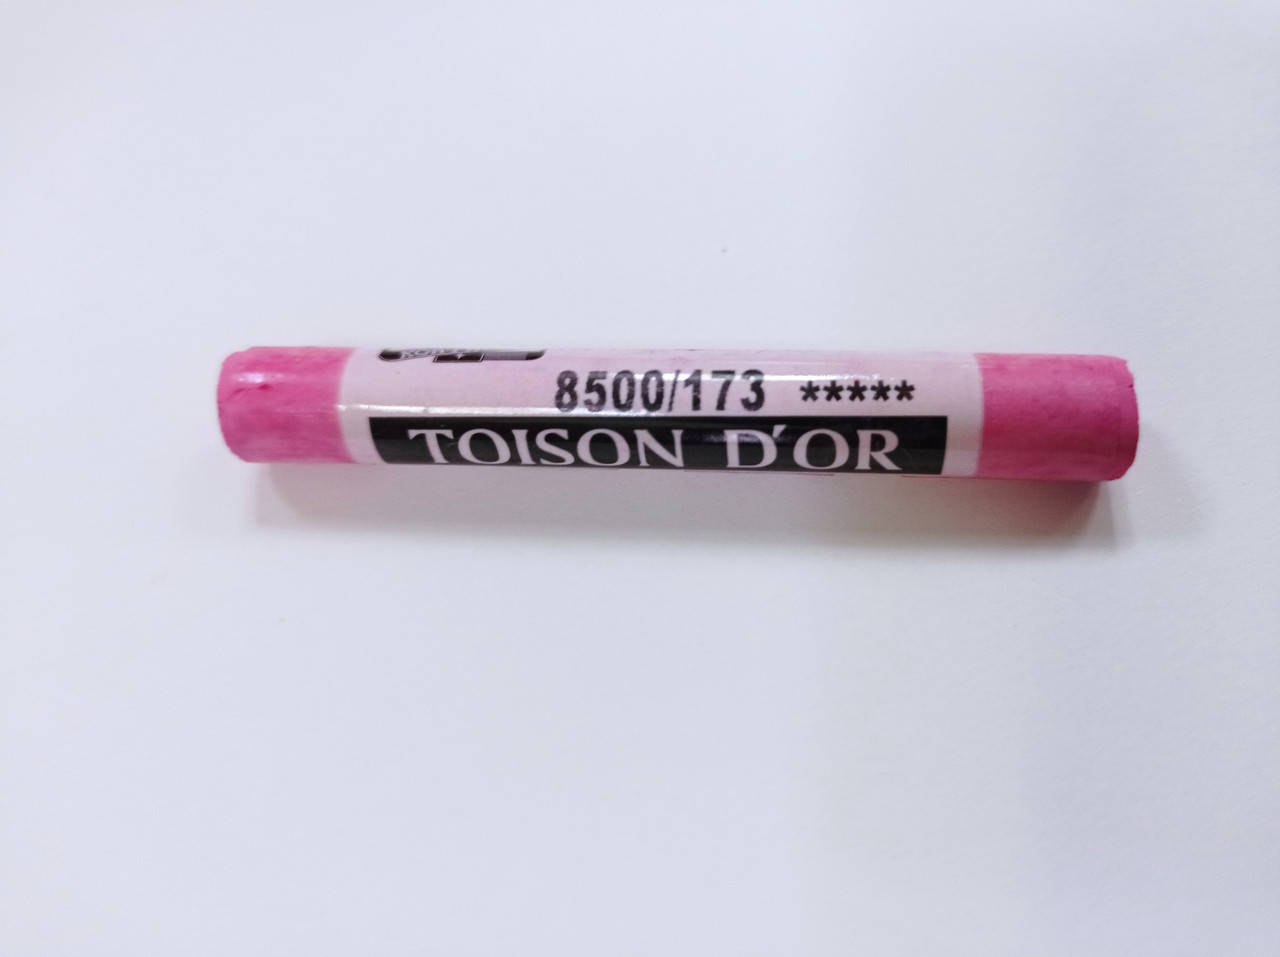 8500/173 *****
TOISON D'OR